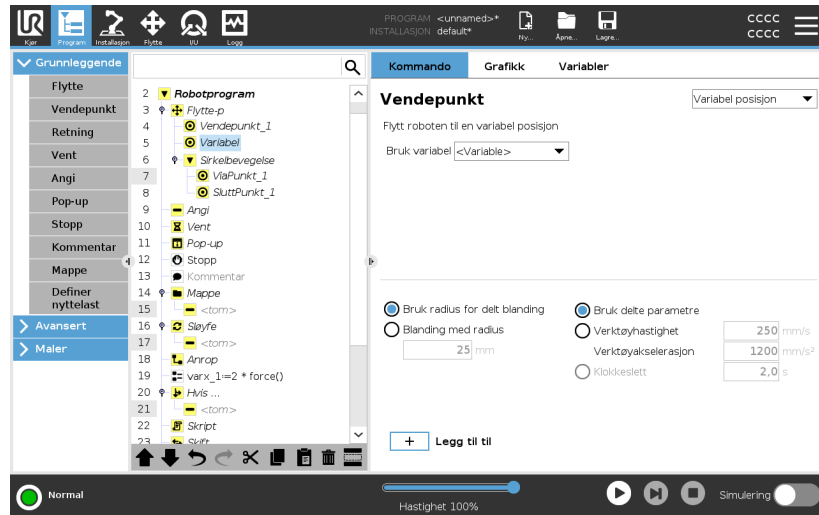 PROGRAM <unnamed>*
INSTALLASJON default*
Kjør
Program
Installasjon
Flytte
I/U
Logg
Ny...
Åpne...
Lagre...
CCCC
CCCC
Grunnleggende
Flytte
Vendepunkt
Retning
Vent
Angi
Pop-up
Stopp
Kommentar
Mappe
Definer
nyttelast
Avansert
Maler
2 Robotprogram
3 Flytte-p
4 Vendepunkt_1
5 Variabel
6 Sirkelbevegelse
7 ViaPunkt_1
8 SluttPunkt_1
9 Angi
10 Vent
11 Pop-up
12 Stopp
13 Kommentar
14 Mappe
15 <tom>
16 Sløyfe
17 <tom>
18 Anrop
19 varx_1:=2 * force()
20 Hvis ...
21 <tom>
22 Skript
23 Skift
Kommando
Grafikk
Variabler
Vendepunkt
Variabel posisjon
Flytt roboten til en variabel posisjon
Bruk variabel <Variable>
Bruk radius for delt blanding
Blanding med radius
25 mm
Bruk delte parametre
Verktøyhastighet 250 mm/s
Verktøyakselerasjon 1200 mm/s²
Klokkeslett 2,0 s
+ Legg til til
Normal
Hastighet 100%
Simulering